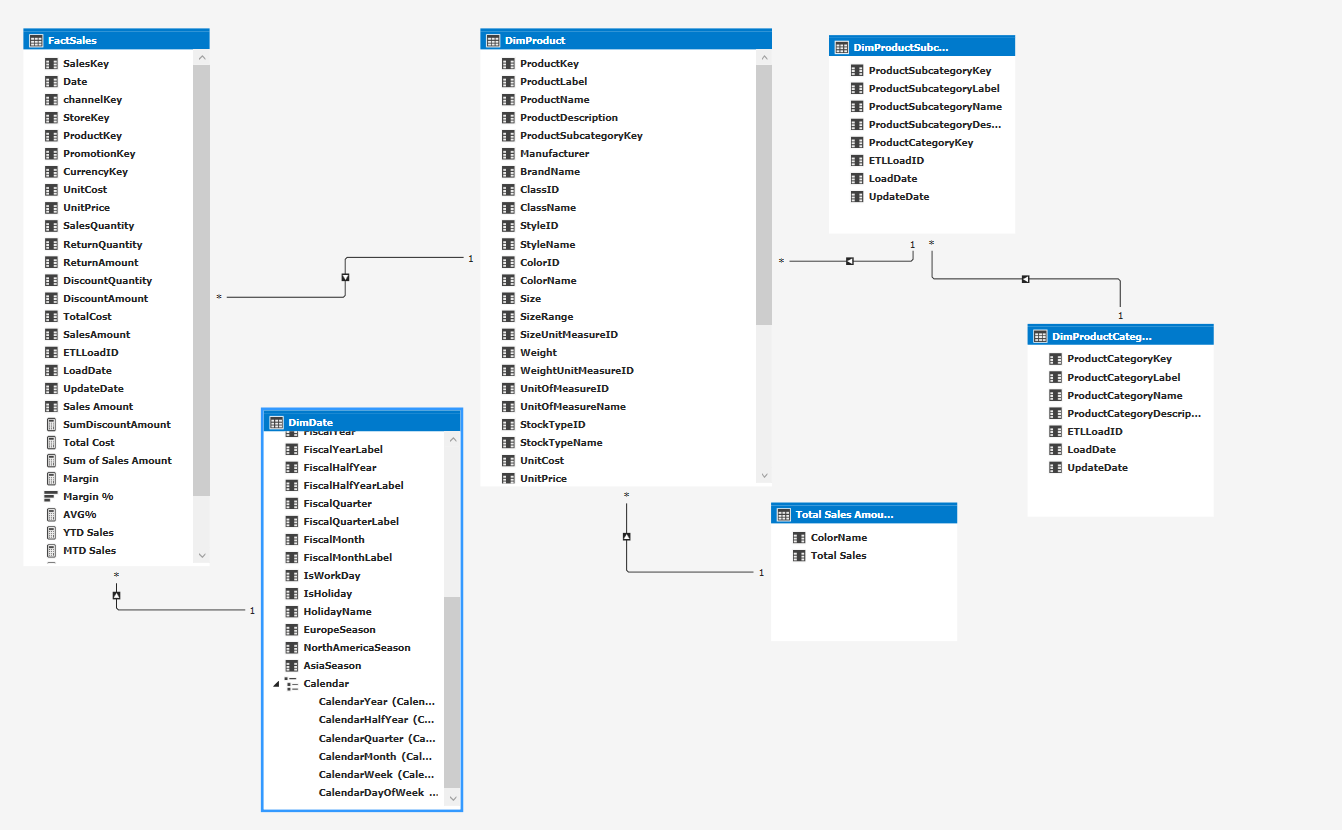 FactSales
SalesKey
Date
channelKey
StoreKey
ProductKey
PromotionKey
CurrencyKey
UnitCost
UnitPrice
SalesQuantity
ReturnQuantity
ReturnAmount
DiscountQuantity
DiscountAmount
TotalCost
SalesAmount
ETLLoadID
LoadDate
UpdateDate
Sales Amount
SumDiscountAmount
Total Cost
Sum of Sales Amount
Margin
Margin %
AVG%
YTD Sales
MTD Sales
*
1
*
1
DimProduct
ProductKey
ProductLabel
ProductName
ProductDescription
ProductSubcategoryKey
Manufacturer
BrandName
ClassID
ClassName
StyleID
StyleName
ColorID
ColorName
Size
SizeRange
SizeUnitMeasureID
Weight
WeightUnitMeasureID
UnitOfMeasureID
UnitOfMeasureName
StockTypeID
StockTypeName
UnitCost
UnitPrice
*
1
DimProductSubc...
ProductSubcategoryKey
ProductSubcategoryLabel
ProductSubcategoryName
ProductSubcategoryDes...
ProductCategoryKey
ETLLoadID
LoadDate
UpdateDate
1 *
*
1
DimProductCateg...
ProductCategoryKey
ProductCategoryLabel
ProductCategoryName
ProductCategoryDescrip...
ETLLoadID
LoadDate
UpdateDate
Total Sales Amou...
ColorName
Total Sales
DimDate
FiscalYear
FiscalYearLabel
FiscalHalfYear
FiscalHalfYearLabel
FiscalQuarter
FiscalQuarterLabel
FiscalMonth
FiscalMonthLabel
IsWorkDay
IsHoliday
HolidayName
EuropeSeason
NorthAmericaSeason
AsiaSeason
Calendar
CalendarYear (Calen...
CalendarHalfYear (C...
CalendarQuarter (Ca...
CalendarMonth (Cal...
CalendarWeek (Cale...
CalendarDayOfWeek ...